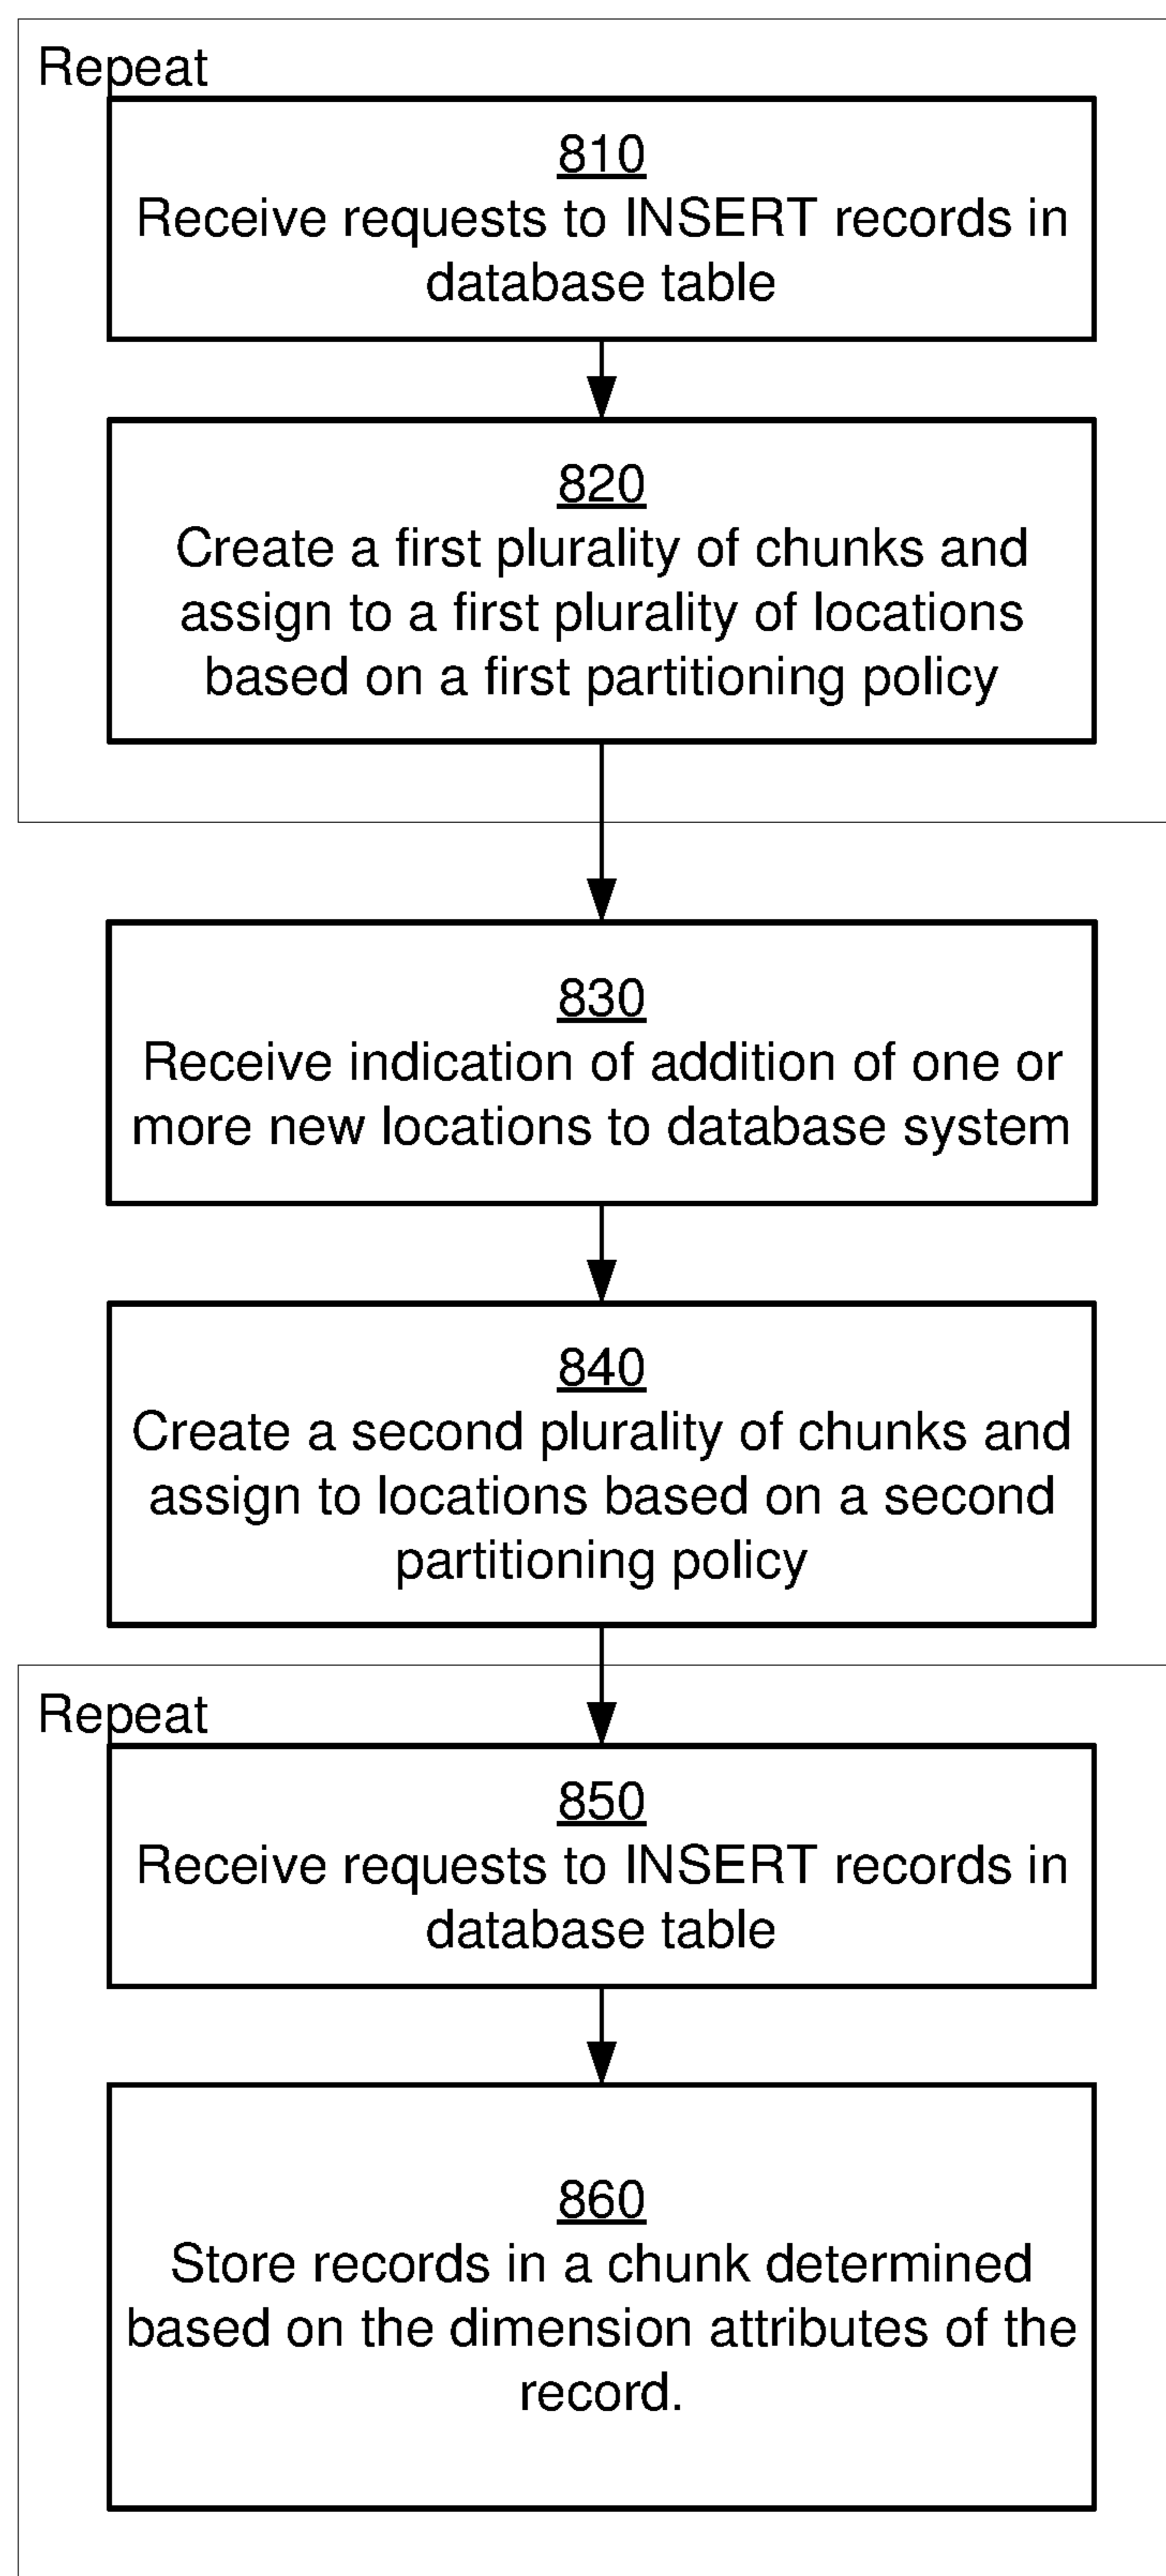 Repeat
810
Receive requests to INSERT records in
database table
820
Create a first plurality of chunks and
assign to a first plurality of locations
based on a first partitioning policy
830
Receive indication of addition of one or
more new locations to database system
840
Create a second plurality of chunks and
assign to locations based on a second
partitioning policy
Repeat
850
Receive requests to INSERT records in
database table
860
Store records in a chunk determined
based on the dimension attributes of the
record.